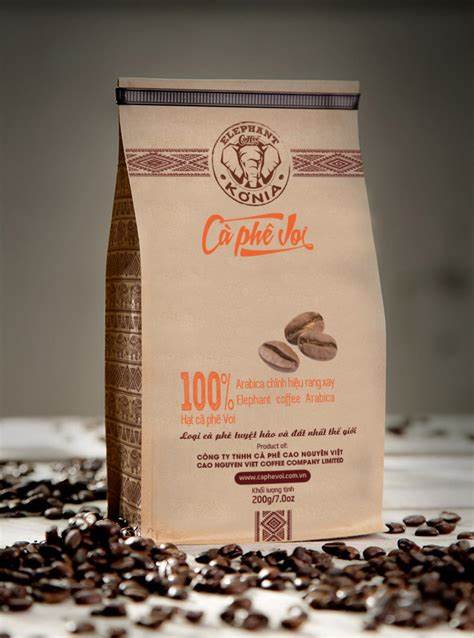 ELEPHANT
Coffee
KƠNIA
Cà phê Voi
100% Arabica chính hiệu rang xay
Elephant coffee Arabica
Hạt cà phê Voi
Loại cà phê tuyệt hảo và đắt nhất thế giới
Product of:
CÔNG TY TNHH CÀ PHÊ CAO NGUYÊN VIỆT
CAO NGUYEN VIET COFFEE COMPANY LIMITED
www.caphevoi.com.vn
Khối lượng tịnh
200g/7.0oz